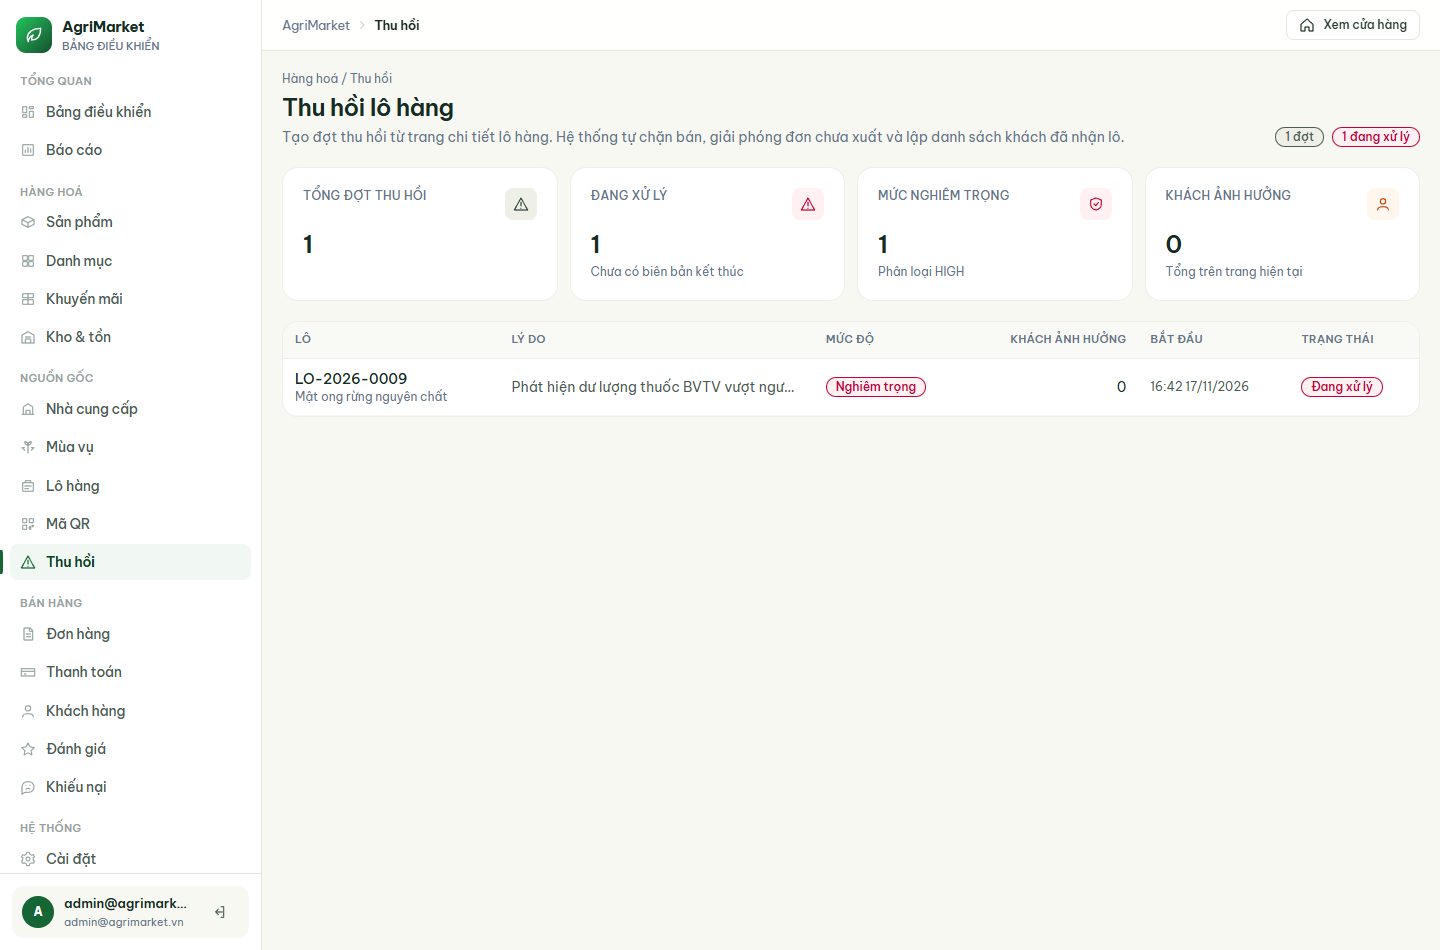 AgriMarket
BẢNG ĐIỀU KHIỂN
TỔNG QUAN
Bảng điều khiển
Báo cáo
HÀNG HOÁ
Sản phẩm
Danh mục
Khuyến mãi
Kho & tồn
NGUỒN GỐC
Nhà cung cấp
Mùa vụ
Lô hàng
Mã QR
Thu hồi
BÁN HÀNG
Đơn hàng
Thanh toán
Khách hàng
Đánh giá
Khiếu nại
HỆ THỐNG
Cài đặt
A
admin@agrimark...
admin@agrimarket.vn
AgriMarket > Thu hồi
Xem cửa hàng
Hàng hoá / Thu hồi
Thu hồi lô hàng
Tạo đợt thu hồi từ trang chi tiết lô hàng. Hệ thống tự chặn bán, giải phóng đơn chưa xuất và lập danh sách khách đã nhận lô.
1 đợt
1 đang xử lý
TỔNG ĐỢT THU HỒI
1
ĐANG XỬ LÝ
1
Chưa có biên bản kết thúc
MỨC NGHIÊM TRỌNG
1
Phân loại HIGH
KHÁCH ẢNH HƯỞNG
0
Tổng trên trang hiện tại
LÔ LÝ DO MỨC ĐỘ KHÁCH ẢNH HƯỞNG BẮT ĐẦU TRẠNG THÁI
LO-2026-0009
Mật ong rừng nguyên chất
Phát hiện dư lượng thuốc BVTV vượt ngư...
Nghiêm trọng
0
16:42 17/11/2026
Đang xử lý